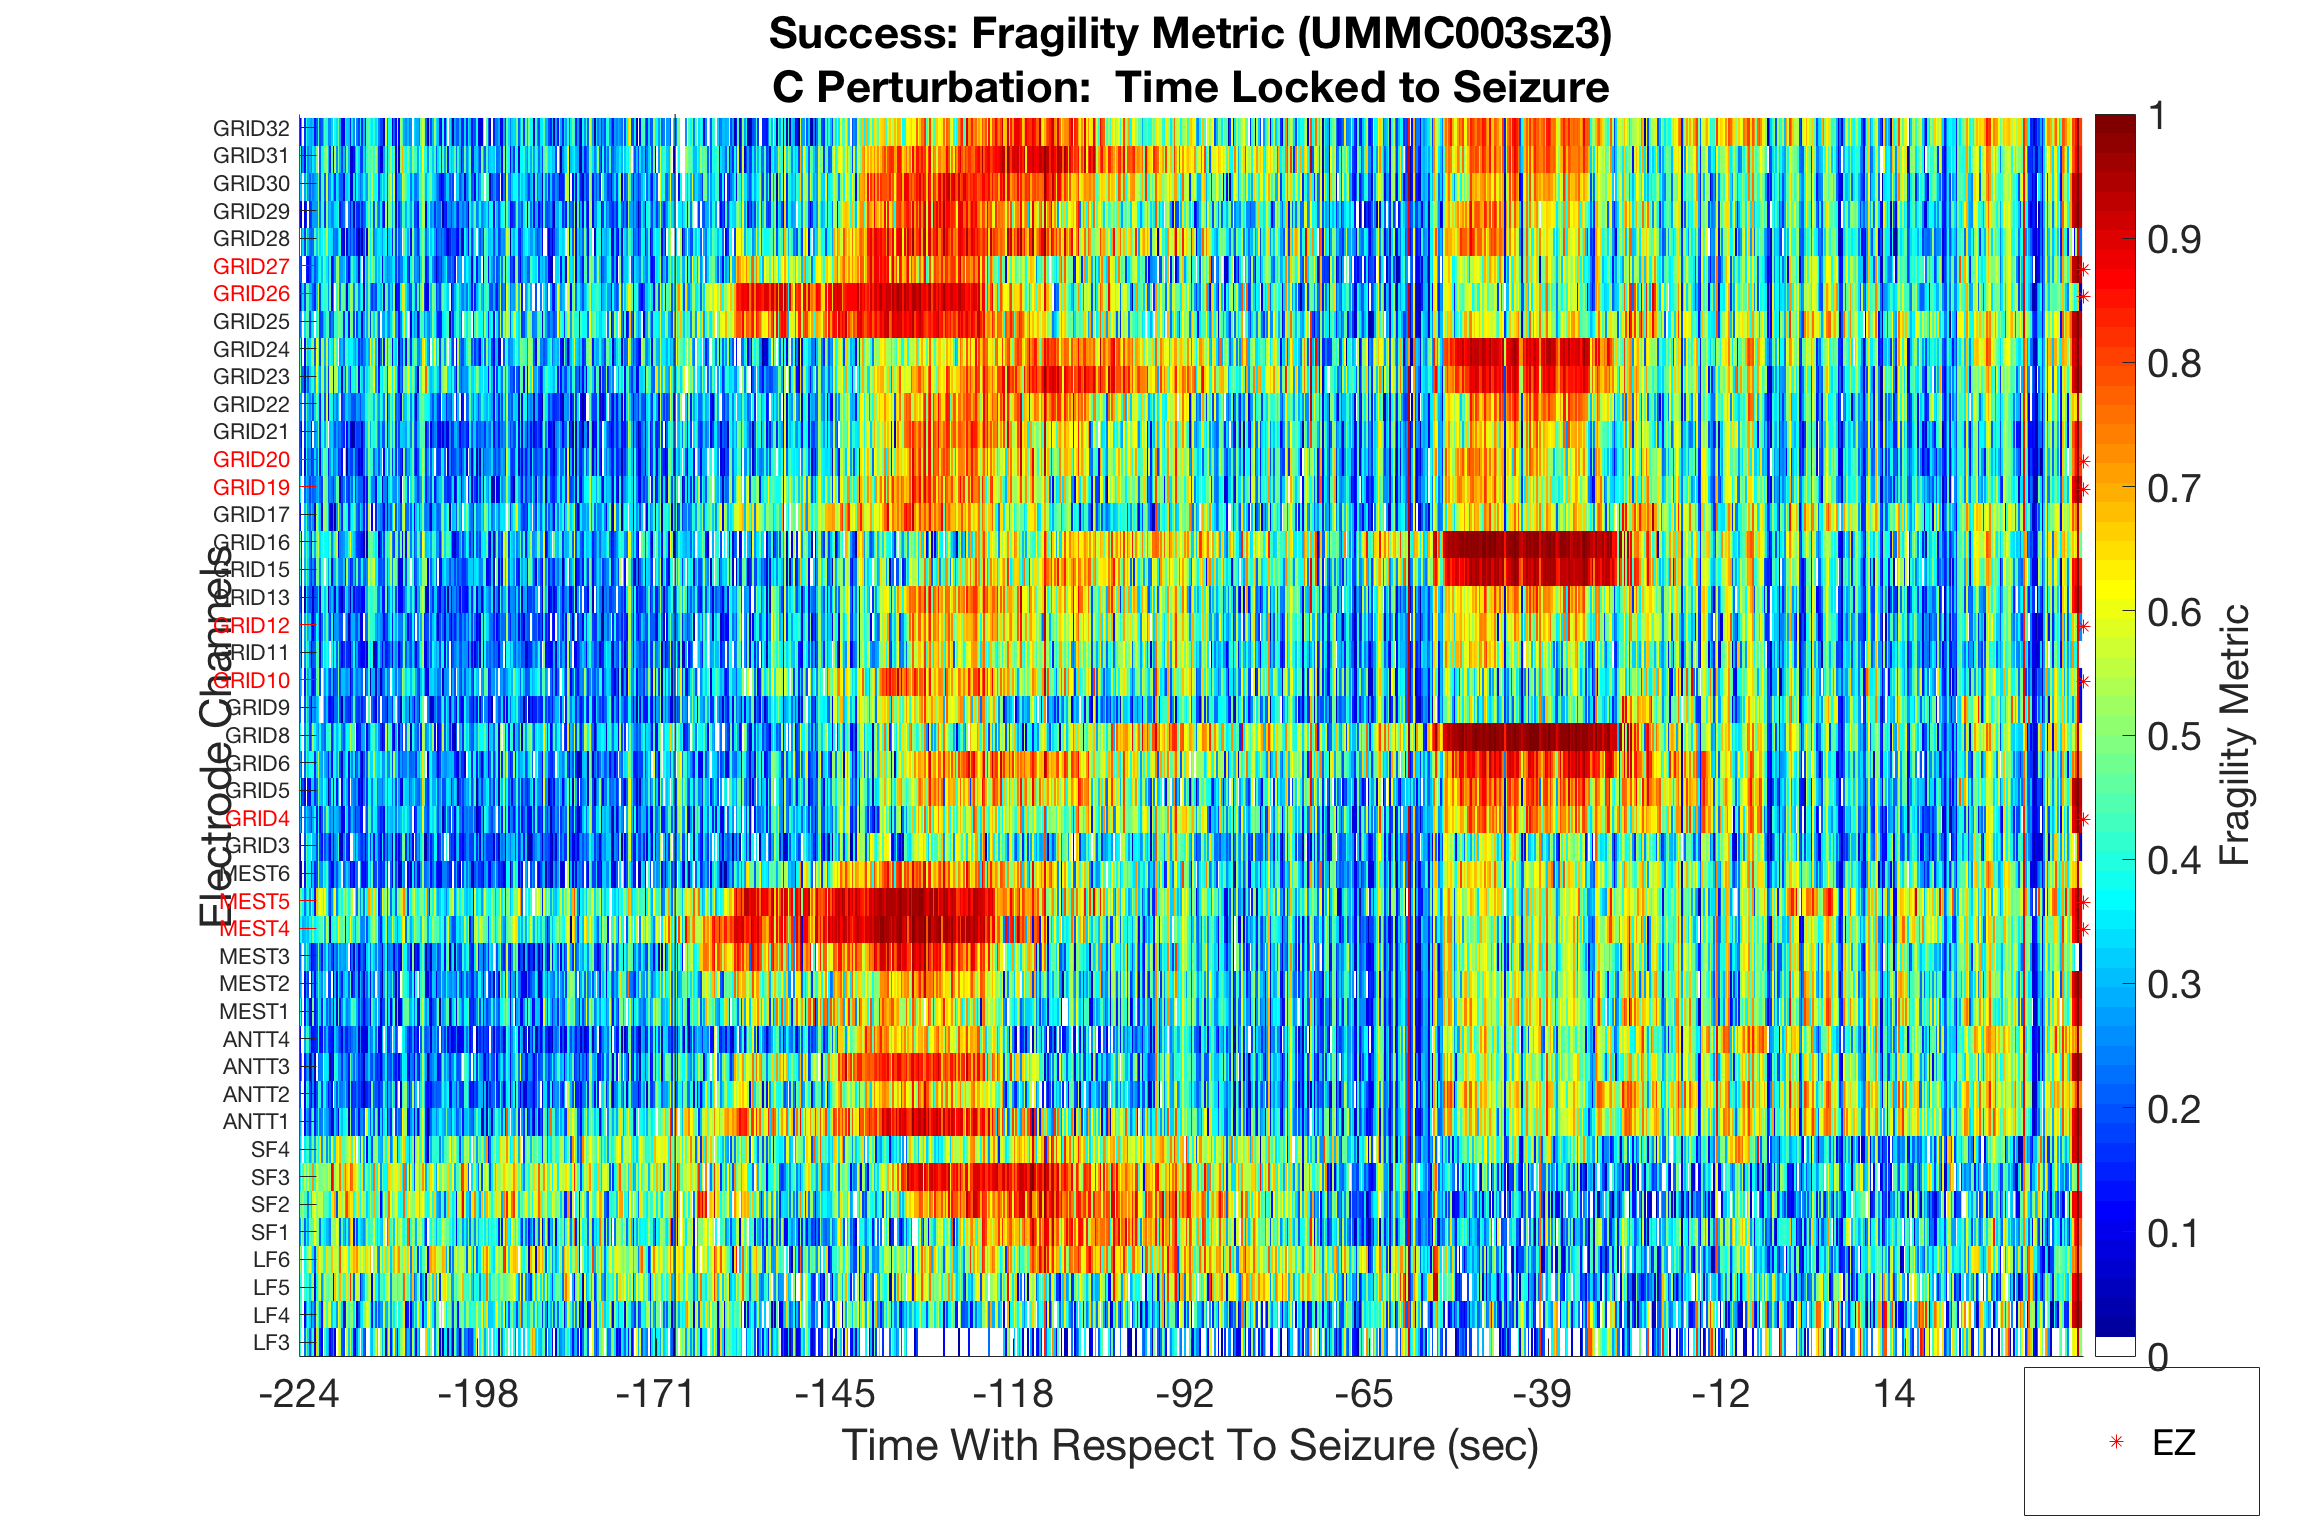 Success: Fragility Metric (UMMC003sz3)
C Perturbation:  Time Locked to Seizure
Electrode Channels
GRID32
GRID31
GRID30
GRID29
GRID28
GRID27
GRID26
GRID25
GRID24
GRID23
GRID22
GRID21
GRID20
GRID19
GRID17
GRID16
GRID15
GRID13
GRID12
GRID11
GRID10
GRID9
GRID8
GRID6
GRID5
GRID4
GRID3
MEST6
MEST5
MEST4
MEST3
MEST2
MEST1
ANTT4
ANTT3
ANTT2
ANTT1
SF4
SF3
SF2
SF1
LF6
LF5
LF4
LF3
-224 -198 -171 -145 -118 -92 -65 -39 -12 14
Time With Respect To Seizure (sec)
1
0.9
0.8
0.7
0.6
0.5
0.4
0.3
0.2
0.1
0
Fragility Metric
EZ